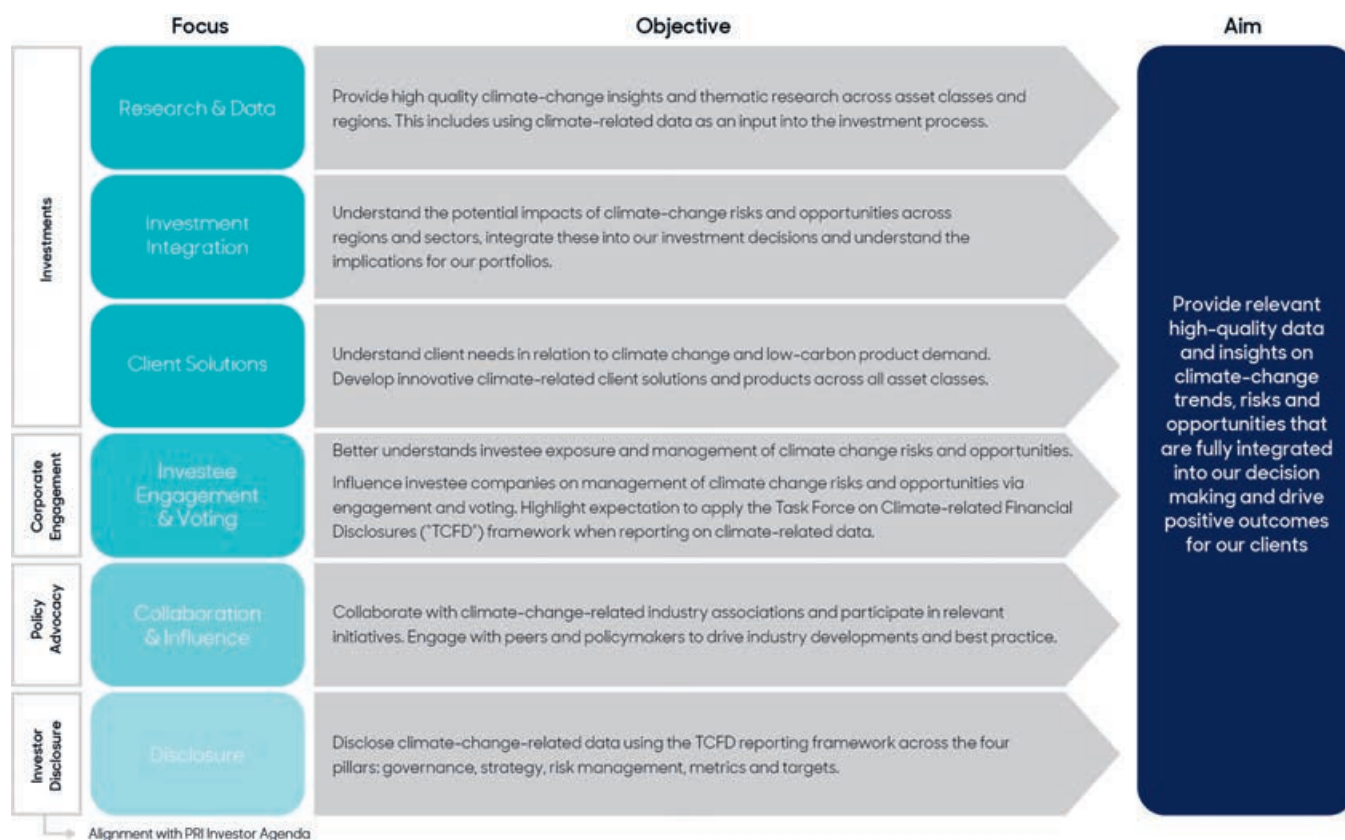 Focus
Objective
Aim
Investments
Research & Data
Provide high quality climate-change insights and thematic research across asset classes and
regions. This includes using climate-related data as an input into the investment process.
Investment
Integration
Understand the potential impacts of climate-change risks and opportunities across
regions and sectors, integrate these into our investment decisions and understand the
implications for our portfolios.
Client Solutions
Understand client needs in relation to climate change and low-carbon product demand.
Develop innovative climate-related client solutions and products across all asset classes.
Corporate
Engagement
Investee
Engagement
& Voting
Better understands investee exposure and management of climate change risks and opportunities.
Influence investee companies on management of climate change risks and opportunities via
engagement and voting. Highlight expectation to apply the Task Force on Climate-related Financial
Disclosures ("TCFD") framework when reporting on climate-related data.
Policy
Advocacy
Collaboration
& Influence
Collaborate with climate-change-related industry associations and participate in relevant
initiatives. Engage with peers and policymakers to drive industry developments and best practice.
Investor
Disclosure
Disclosure
Disclose climate-change-related data using the TCFD reporting framework across the four
pillars: governance, strategy, risk management, metrics and targets.
Provide relevant
high-quality data
and insights on
climate-change
trends, risks and
opportunities that
are fully integrated
into our decision
making and drive
positive outcomes
for our clients
Alignment with PRI Investor Agenda